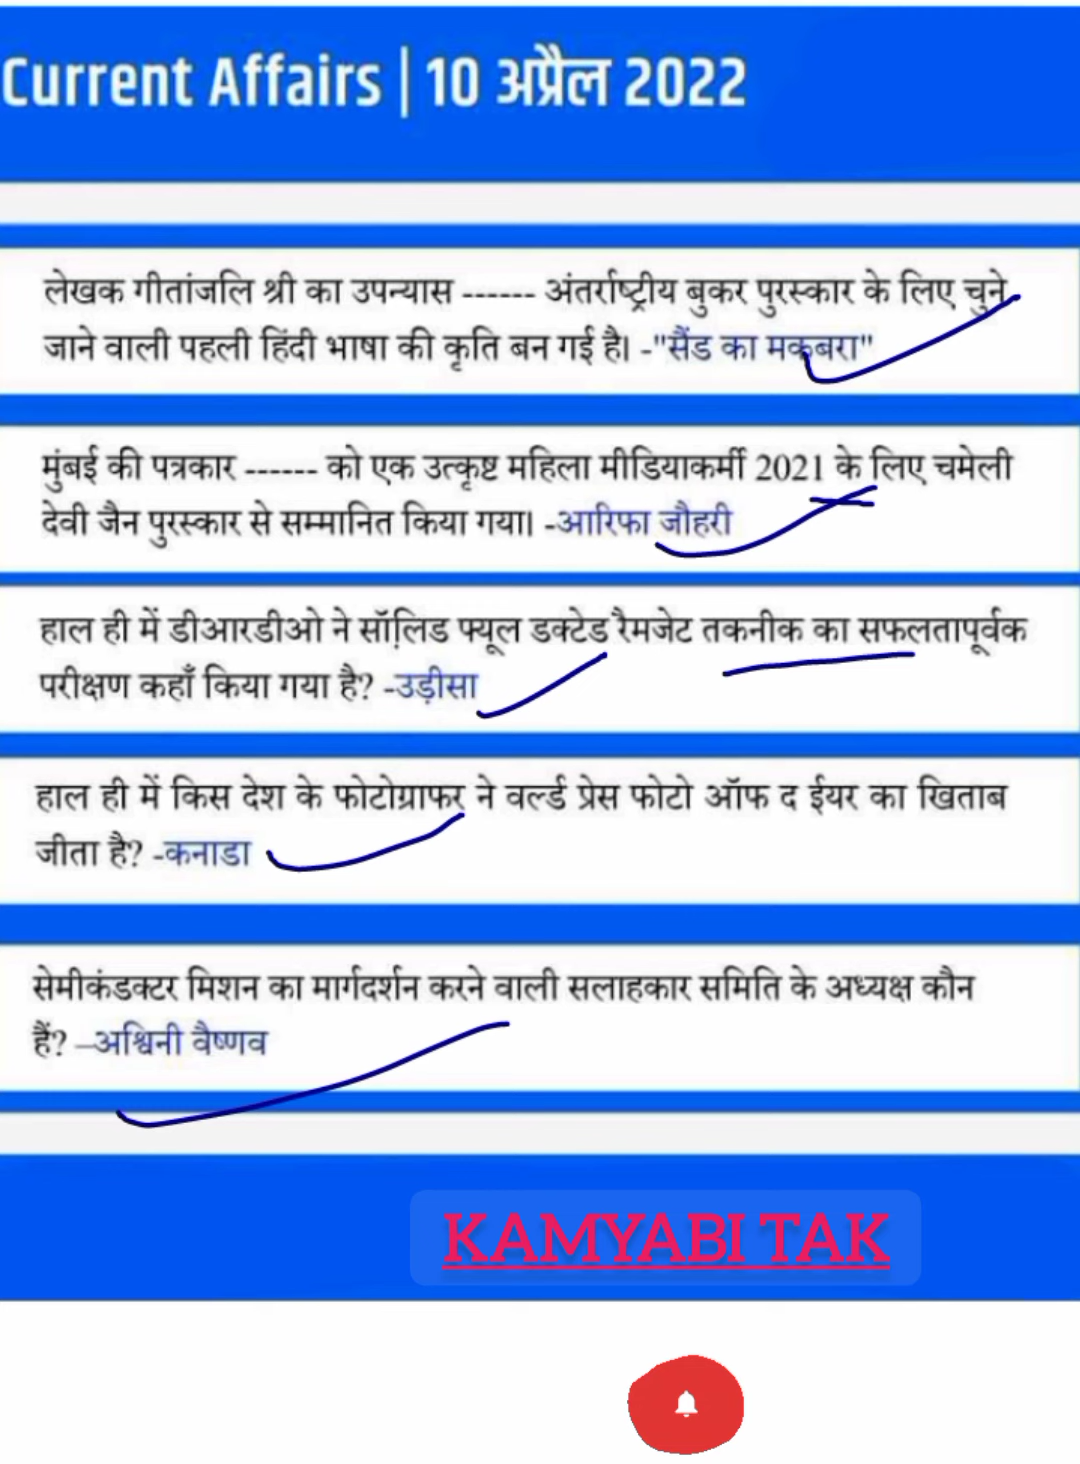 Current Affairs | 10 अप्रैल 2022
लेखक गीतांजलि श्री का उपन्यास ------ अंतर्राष्ट्रीय बुकर पुरस्कार के लिए चुने
जाने वाली पहली हिंदी भाषा की कृति बन गई है। -"सैंड का मकबरा"
मुंबई की पत्रकार ------ को एक उत्कृष्ट महिला मीडियाकर्मी 2021 के लिए चमेली
देवी जैन पुरस्कार से सम्मानित किया गया। -आरिफा जौहरी
हाल ही में डीआरडीओ ने सॉलिड फ्यूल डक्टेड रैमजेट तकनीक का सफलतापूर्वक
परीक्षण कहाँ किया गया है? -उड़ीसा
हाल ही में किस देश के फोटोग्राफर ने वर्ल्ड प्रेस फोटो ऑफ द ईयर का खिताब
जीता है? -कनाडा
सेमीकंडक्टर मिशन का मार्गदर्शन करने वाली सलाहकार समिति के अध्यक्ष कौन
हैं? –अश्विनी वैष्णव
KAMYABI TAK